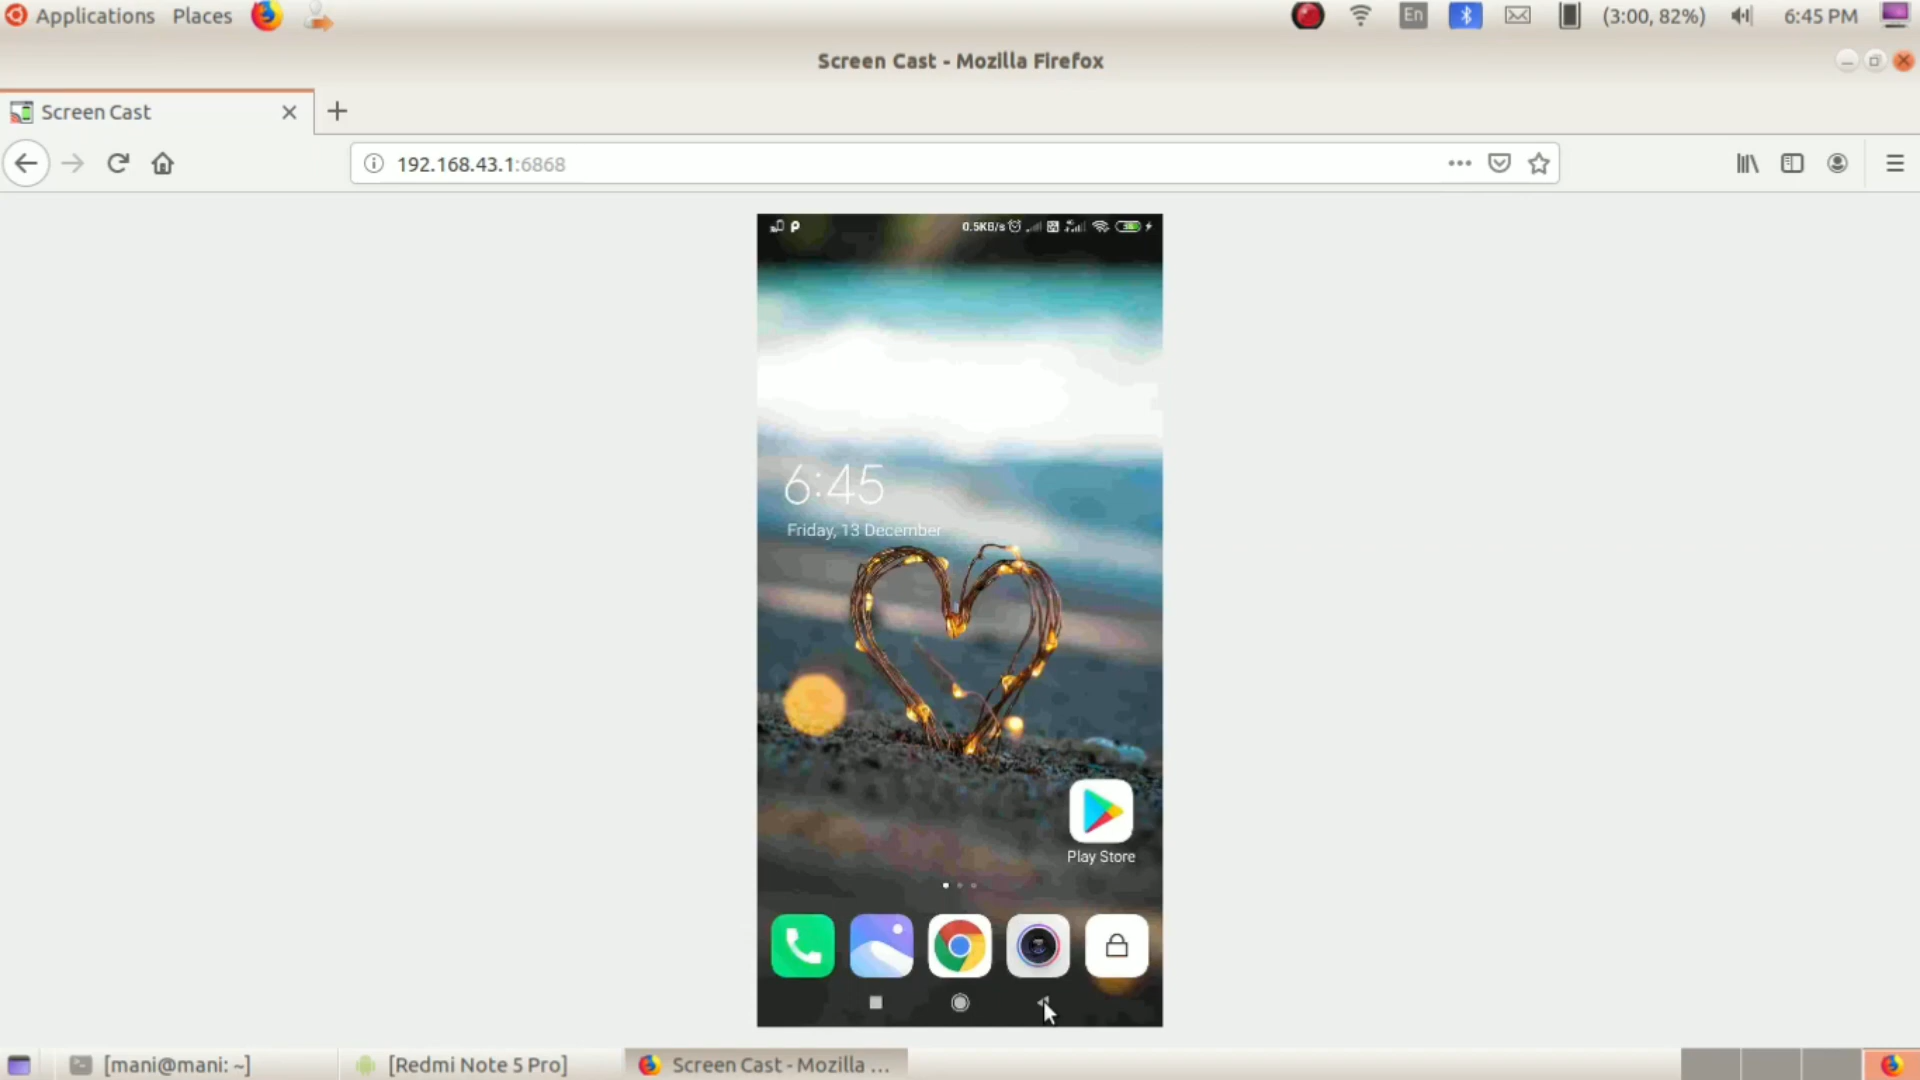 Applications Places En (3:00, 82%) 6:45 PM
Screen Cast - Mozilla Firefox
Screen Cast
192.168.43.1:6868
0.5KB/s
6:45
Friday, 13 December
Play Store
[mani@mani: ~] [Redmi Note 5 Pro] Screen Cast - Mozilla ...